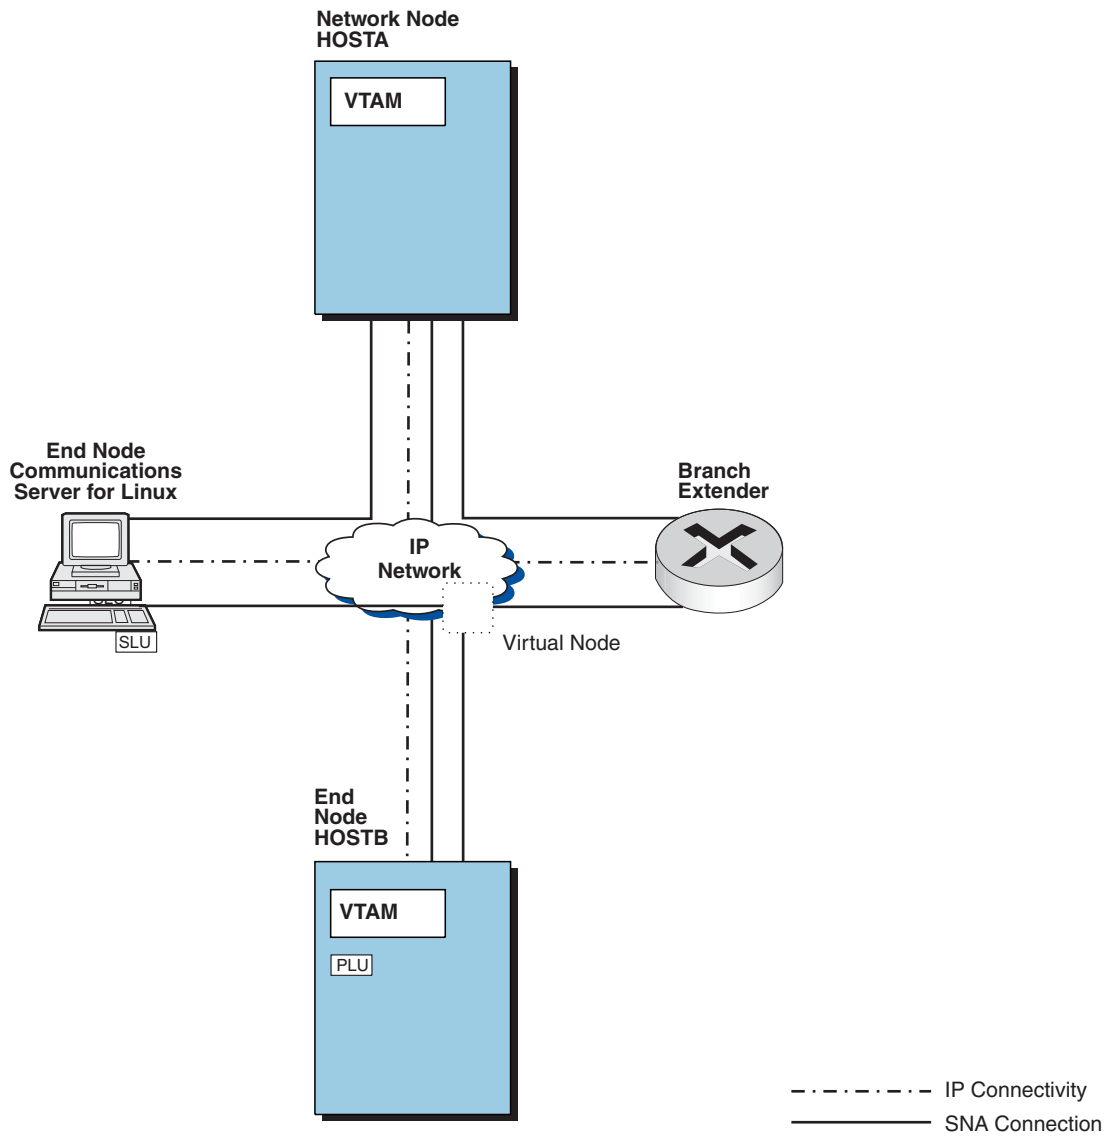 Network Node
HOSTA
VTAM
End Node
Communications
Server for Linux
Branch
Extender
IP
Network
SLU
Virtual Node
End
Node
HOSTB
VTAM
PLU
IP Connectivity
SNA Connection